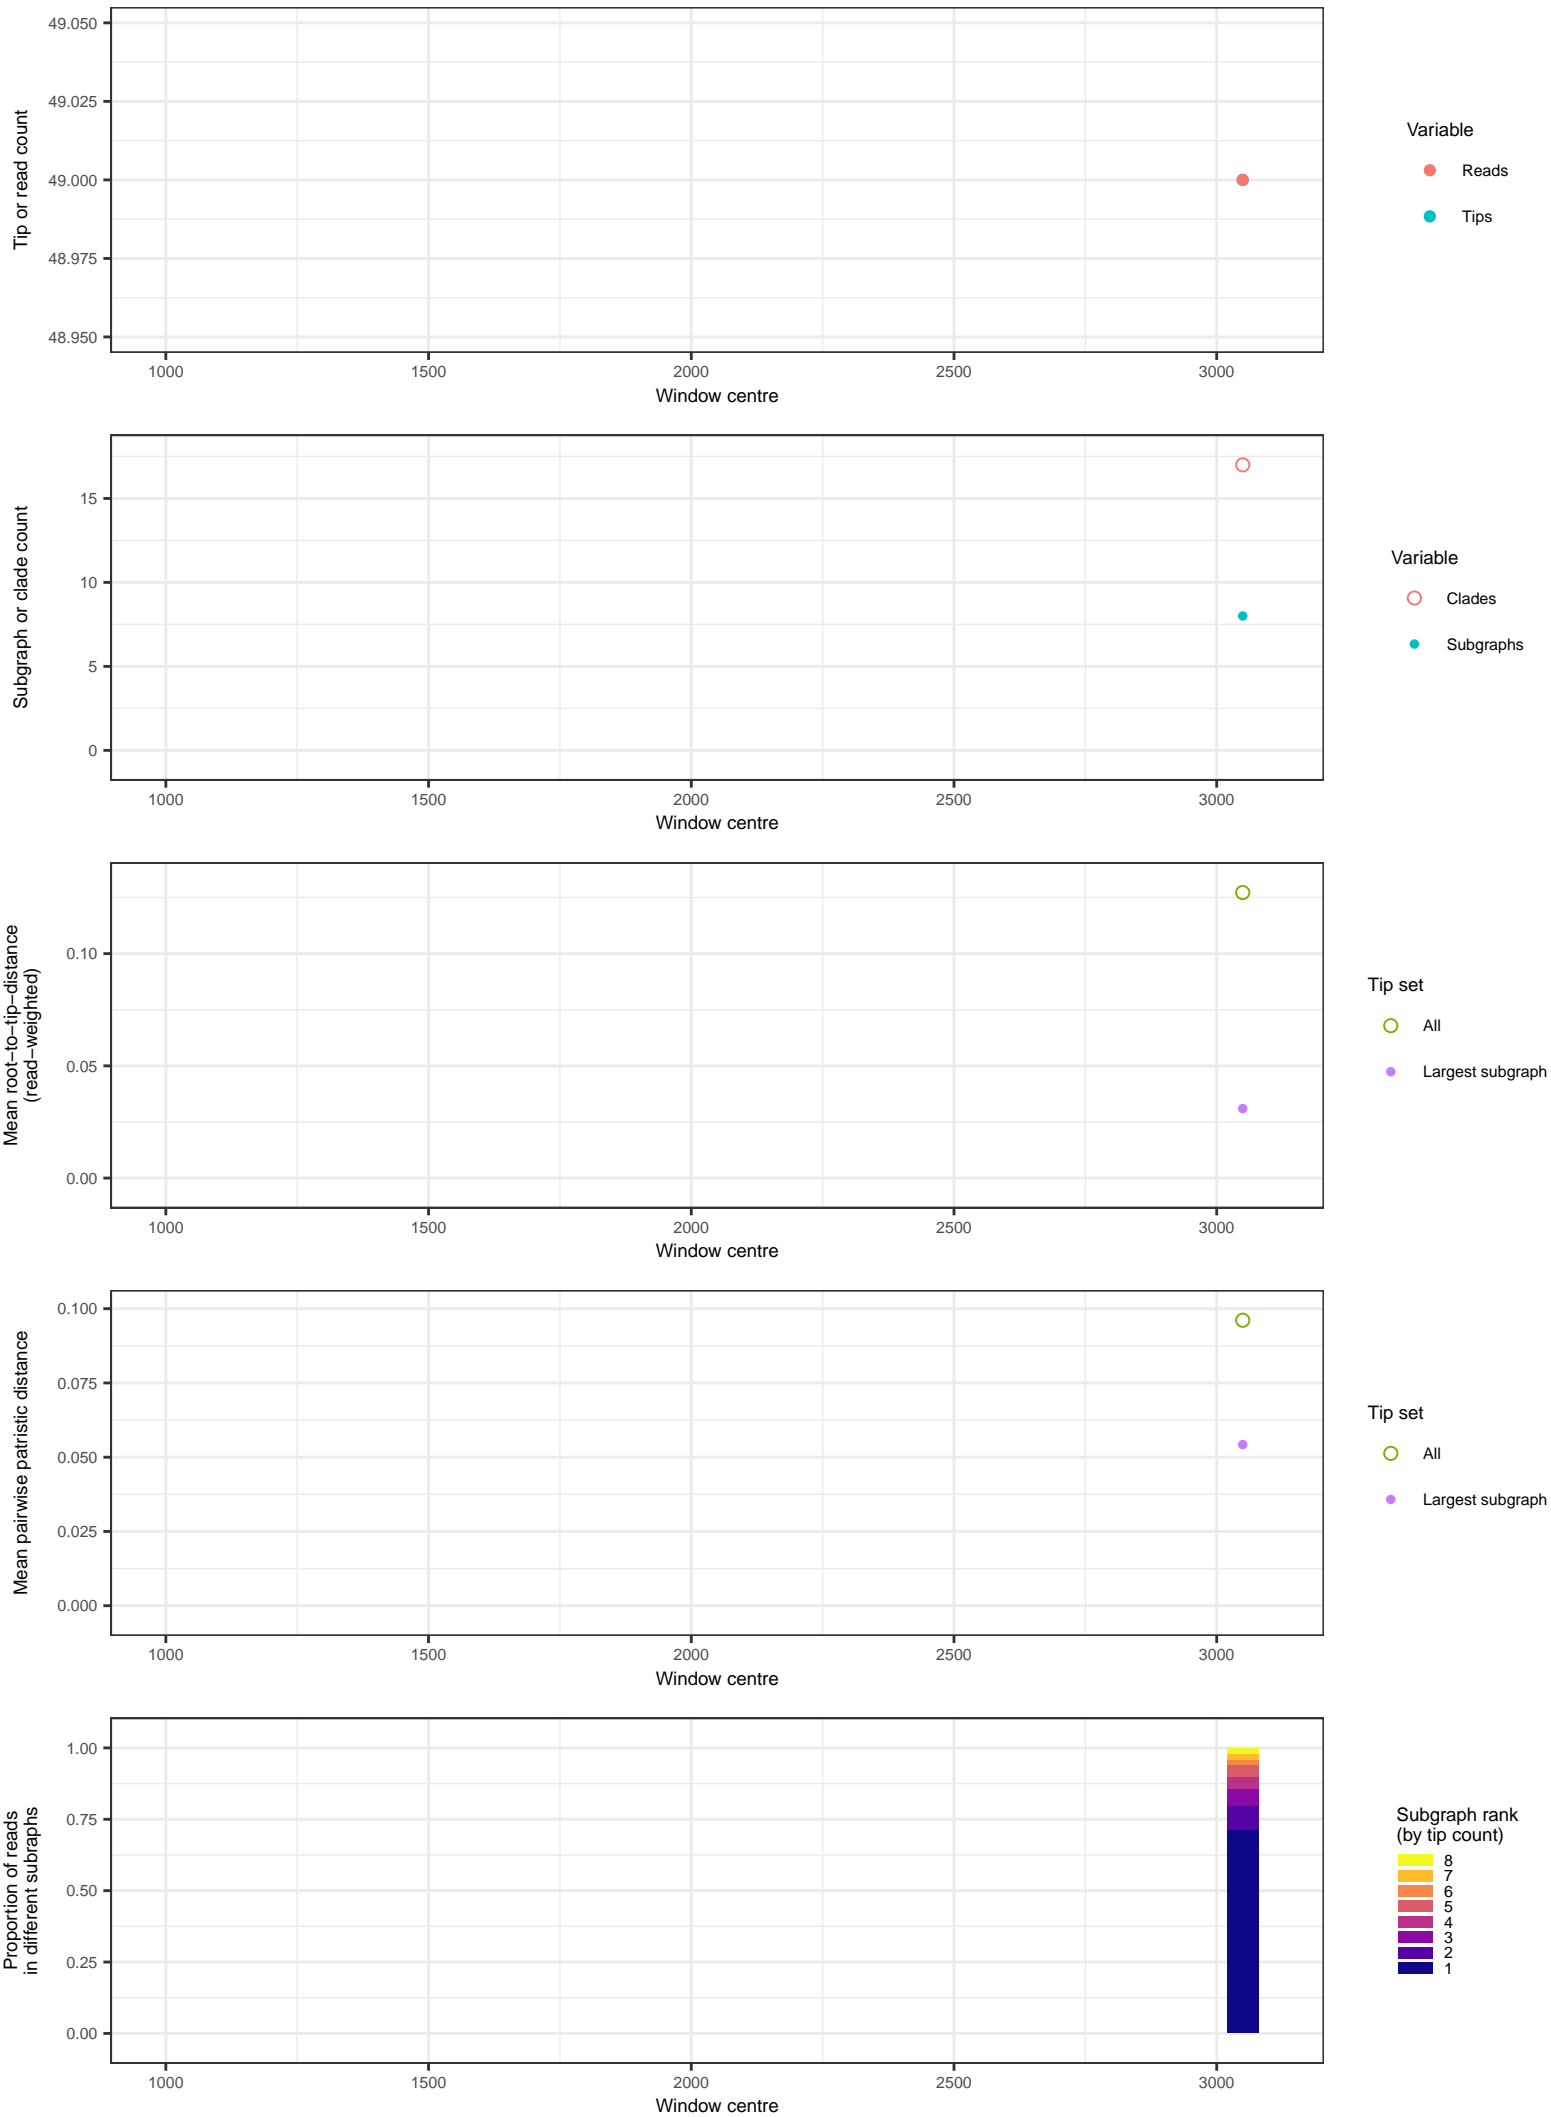 49.050
49.025
49.000
48.975
48.950
Tip or read count
1000 1500 2000 2500 3000
Window centre
Variable
Reads
Tips
15
10
5
0
Subgraph or clade count
1000 1500 2000 2500 3000
Window centre
Variable
Clades
Subgraphs
0.10
0.05
0.00
Mean root−to−tip−distance
(read−weighted)
1000 1500 2000 2500 3000
Window centre
Tip set
All
Largest subgraph
0.100
0.075
0.050
0.025
0.000
Mean pairwise patristic distance
1000 1500 2000 2500 3000
Window centre
Tip set
All
Largest subgraph
1.00
0.75
0.50
0.25
0.00
Proportion of reads
in different subraphs
1000 1500 2000 2500 3000
Window centre
Subgraph rank
(by tip count)
8
7
6
5
4
3
2
1